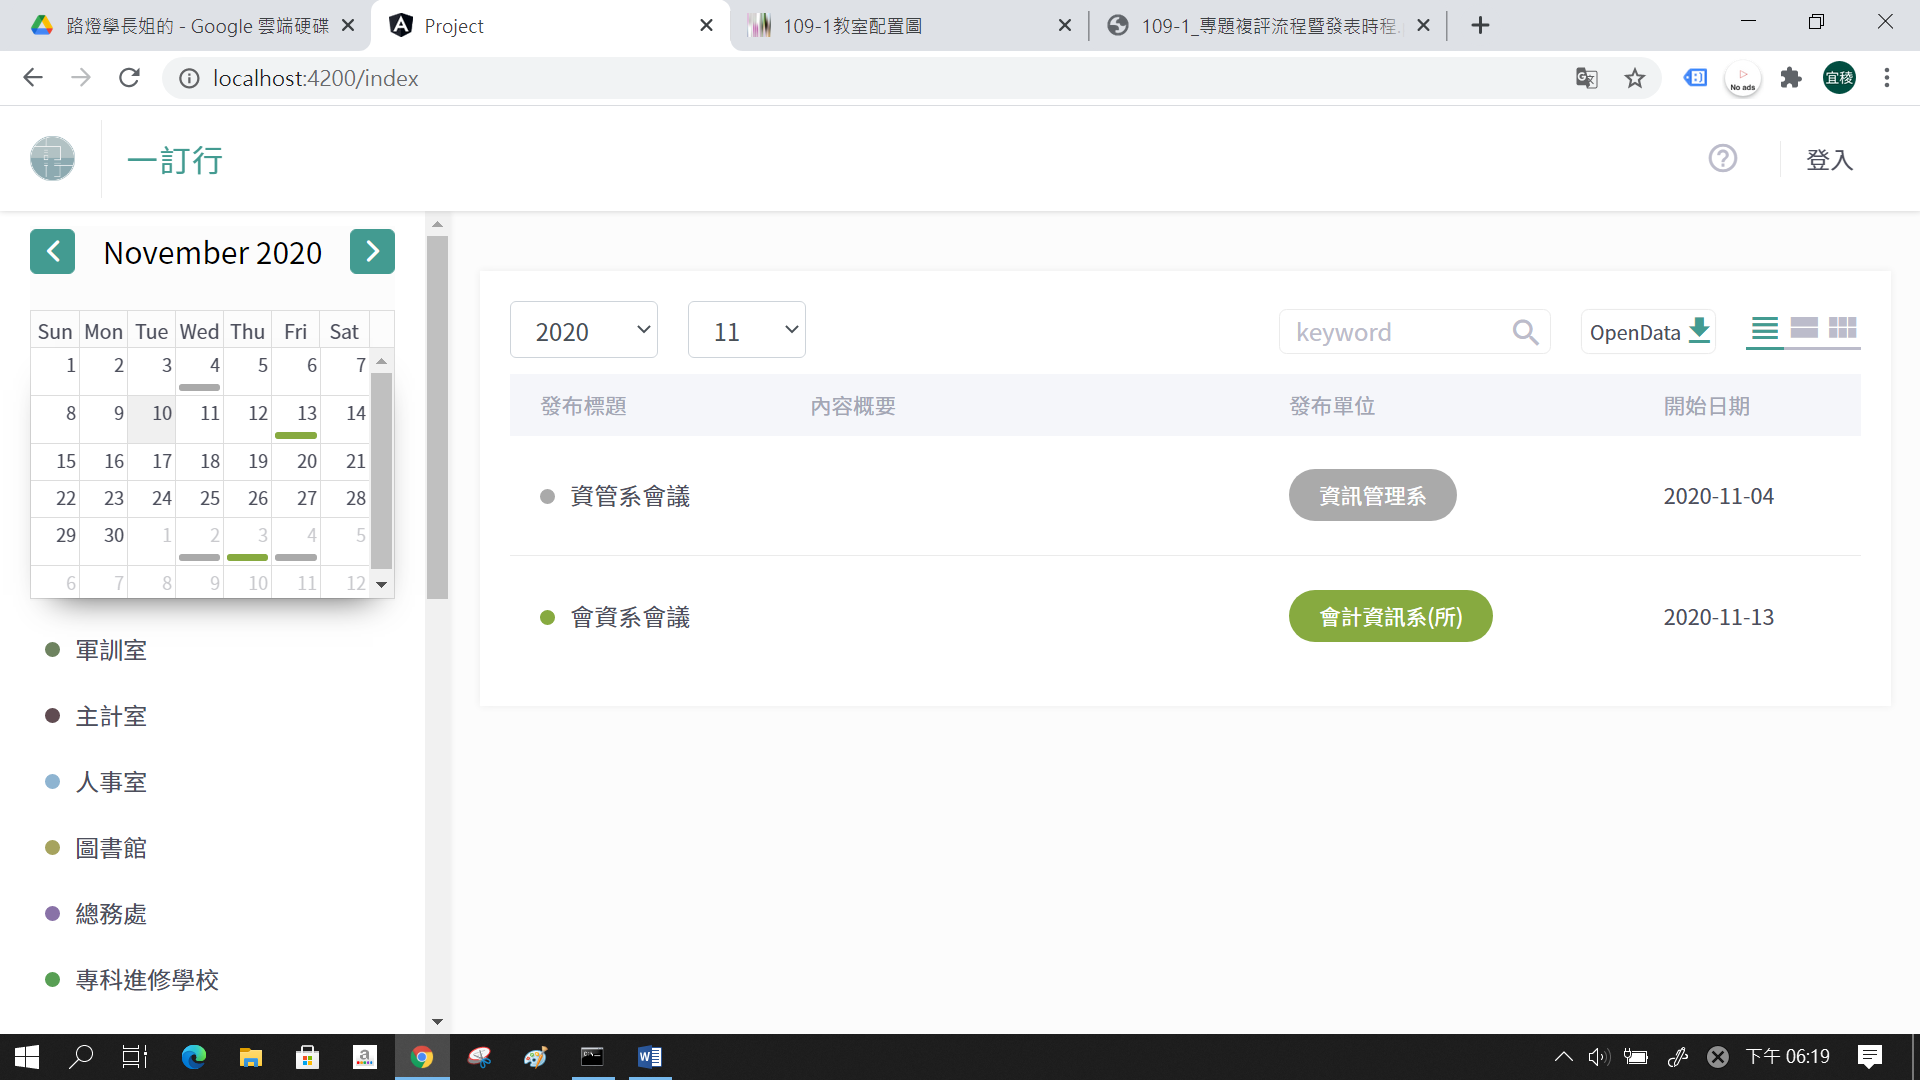 路燈學長姐的 - Google 雲端硬碟
Project
109-1教室配置圖
109-1_專題複評流程暨發表時程
localhost:4200/index
No ads
宜稜
一訂行
登入
November 2020
Sun Mon Tue Wed Thu Fri Sat
1 2 3 4 5 6 7
8 9 10 11 12 13 14
15 16 17 18 19 20 21
22 23 24 25 26 27 28
29 30 1 2 3 4 5
6 7 8 9 10 11 12
軍訓室
主計室
人事室
圖書館
總務處
專科進修學校
2020
11
keyword
OpenData
發布標題 內容概要 發布單位 開始日期
資管系會議 資訊管理系 2020-11-04
會資系會議 會計資訊系(所) 2020-11-13
下午 06:19